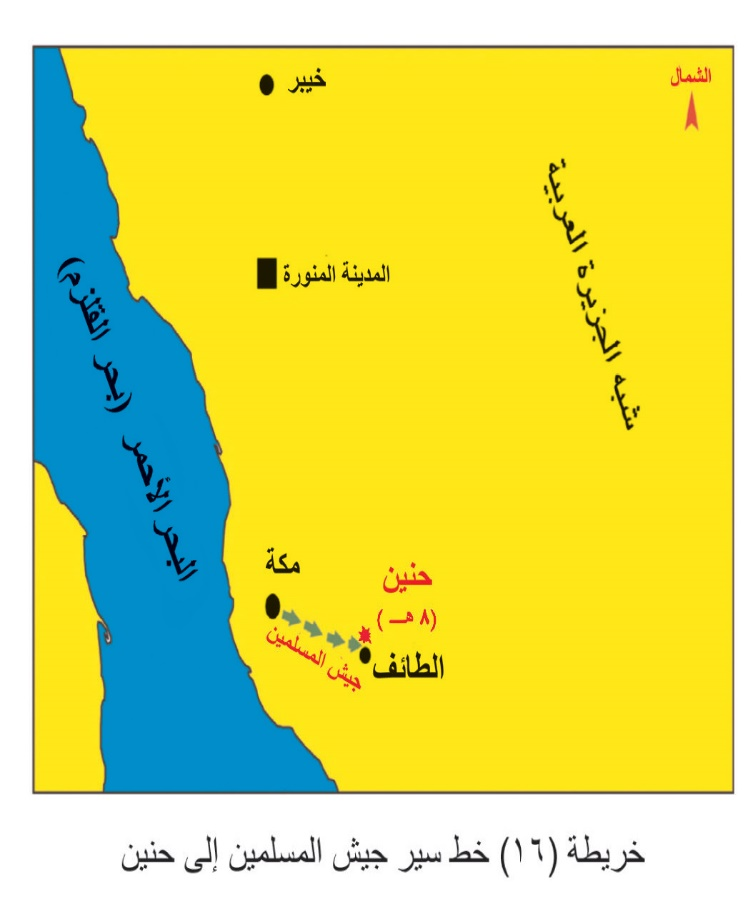 الشمال
خيبر
شبه الجزيرة العربية
المدينة المنورة
البحر الأحمر (بحر القلزم)
مكة
حنين
(٨ هـ)
جيش المسلمين
الطائف
خريطة (١٦) خط سير جيش المسلمين إلى حنين